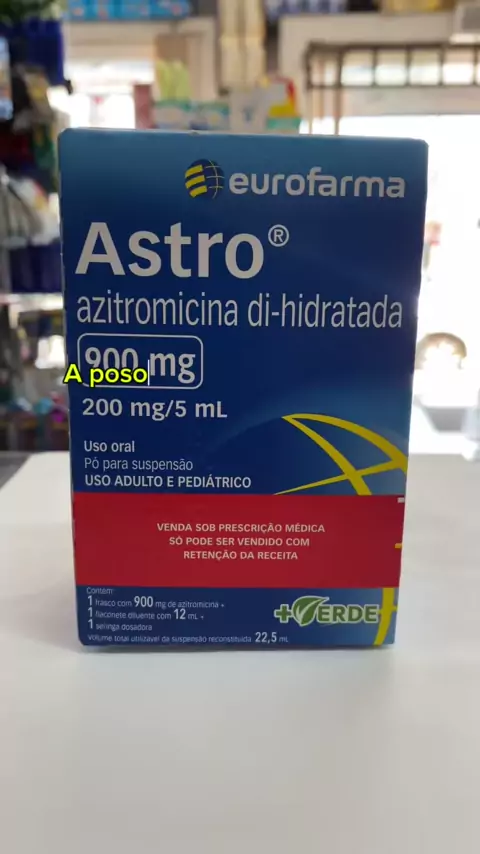 eurofarma
Astro®
azitromicina di-hidratada
900 mg
A poso
200 mg/5 mL
Uso oral
Pó para suspensão
USO ADULTO E PEDIÁTRICO
VENDA SOB PRESCRIÇÃO MÉDICA
SÓ PODE SER VENDIDO COM
RETENÇÃO DA RECEITA
Contém:
1 frasco com 900 mg de azitromicina +
1 flaconete diluente com 12 mL +
1 seringa dosadora
Volume total utilizável da suspensão reconstituída 22,5 mL
+VERDE